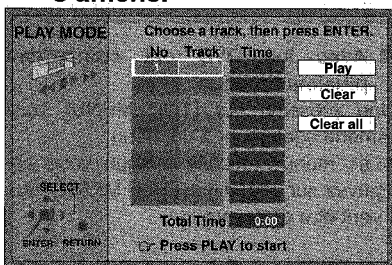 PLAY MODE
Choose a track, then press ENTER.
No Track Time
1
Play
Clear
Clear all
SELECT
Total Time 0:00
ENTER RETURN
☞ Press PLAY to start